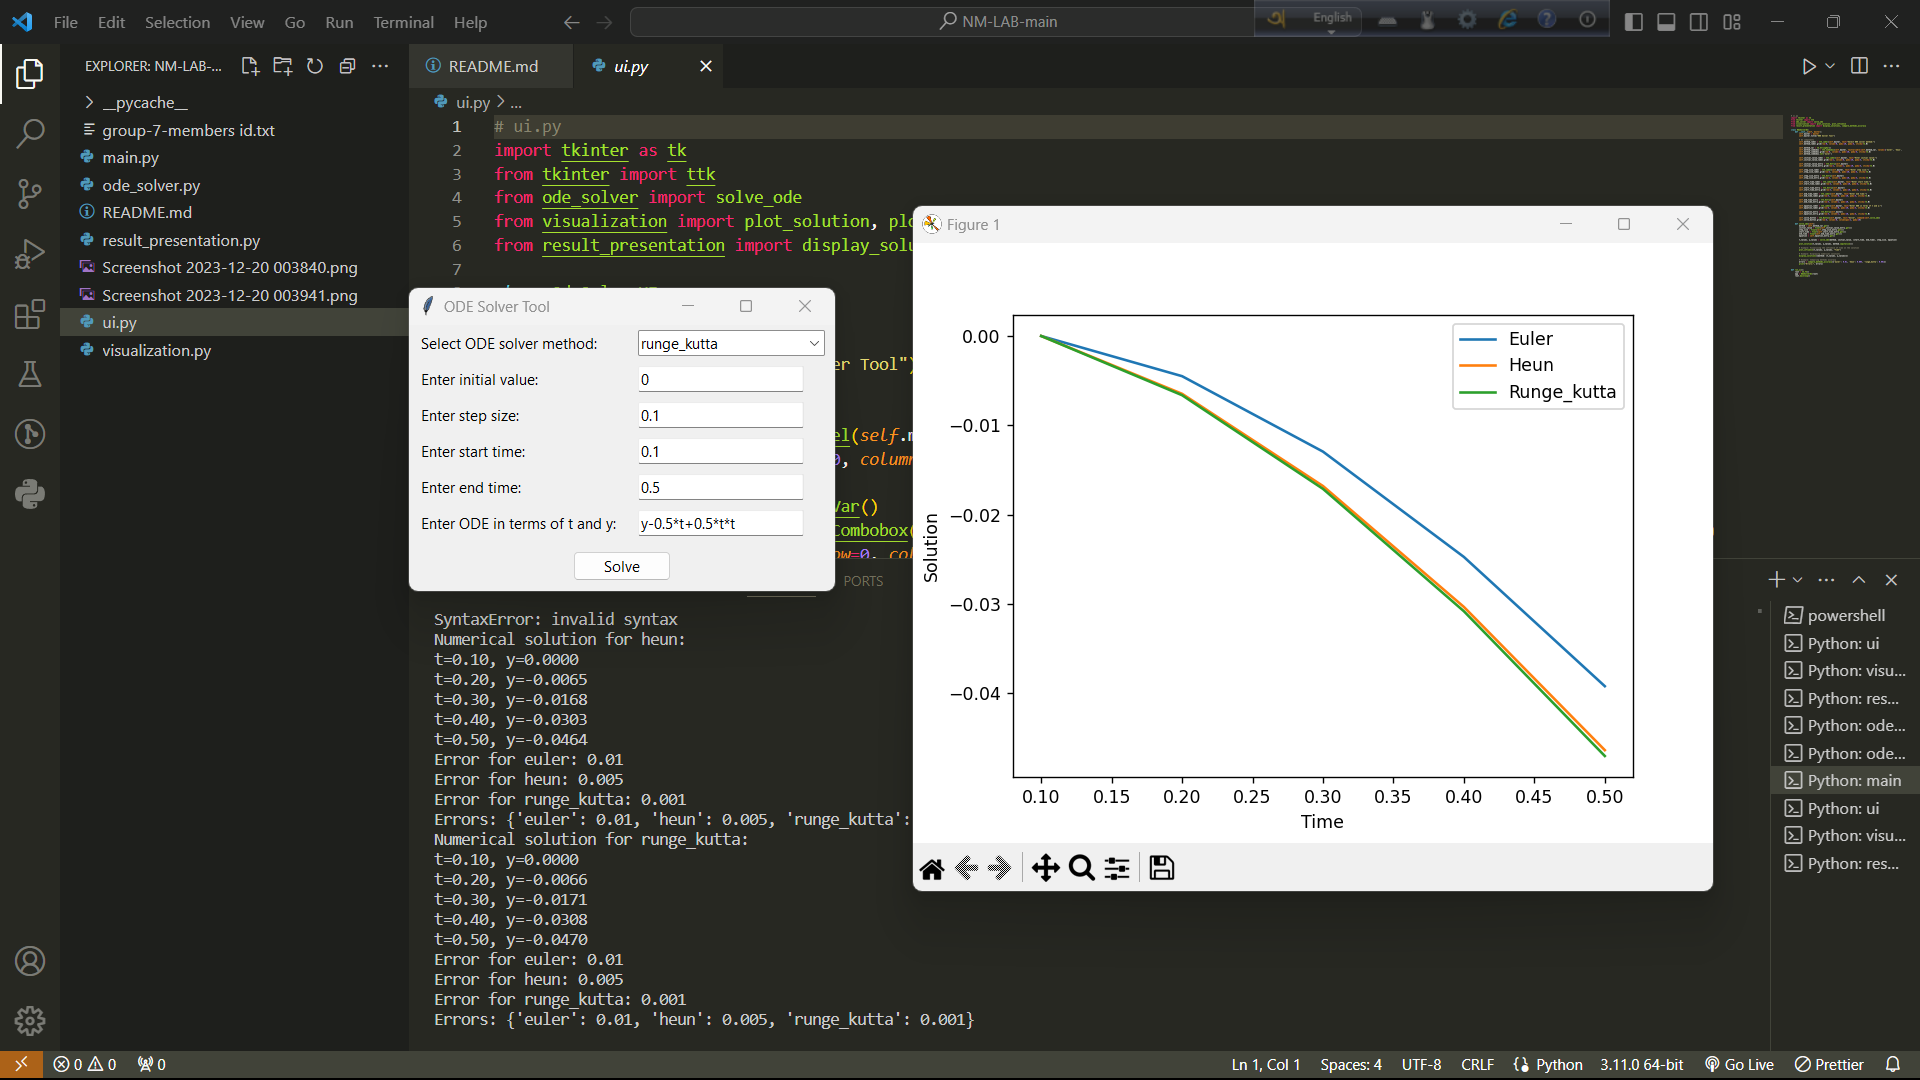 File Edit Selection View Go Run Terminal Help
NM-LAB-main
English
EXPLORER: NM-LAB-...
__pycache__
group-7-members id.txt
main.py
ode_solver.py
README.md
result_presentation.py
Screenshot 2023-12-20 003840.png
Screenshot 2023-12-20 003941.png
ui.py
visualization.py
README.md
ui.py
ui.py > ...
1 # ui.py
2 import tkinter as tk
3 from tkinter import ttk
4 from ode_solver import solve_ode
5 from visualization import plot_solution, plo
6 from result_presentation import display_solu
7
er Tool")
el(self.m
0, column
Var()
Combobox(
ow=0, col
ODE Solver Tool
Select ODE solver method: runge_kutta
Enter initial value: 0
Enter step size: 0.1
Enter start time: 0.1
Enter end time: 0.5
Enter ODE in terms of t and y: y-0.5*t+0.5*t*t
Solve
PORTS
Figure 1
Euler
Heun
Runge_kutta
0.00
−0.01
−0.02
−0.03
−0.04
Solution
0.10 0.15 0.20 0.25 0.30 0.35 0.40 0.45 0.50
Time
SyntaxError: invalid syntax
Numerical solution for heun:
t=0.10, y=0.0000
t=0.20, y=-0.0065
t=0.30, y=-0.0168
t=0.40, y=-0.0303
t=0.50, y=-0.0464
Error for euler: 0.01
Error for heun: 0.005
Error for runge_kutta: 0.001
Errors: {'euler': 0.01, 'heun': 0.005, 'runge_kutta':
Numerical solution for runge_kutta:
t=0.10, y=0.0000
t=0.20, y=-0.0066
t=0.30, y=-0.0171
t=0.40, y=-0.0308
t=0.50, y=-0.0470
Error for euler: 0.01
Error for heun: 0.005
Error for runge_kutta: 0.001
Errors: {'euler': 0.01, 'heun': 0.005, 'runge_kutta': 0.001}
powershell
Python: ui
Python: visu...
Python: res...
Python: ode...
Python: ode...
Python: main
Python: ui
Python: visu...
Python: res...
0 0 0
Ln 1, Col 1 Spaces: 4 UTF-8 CRLF Python 3.11.0 64-bit Go Live Prettier